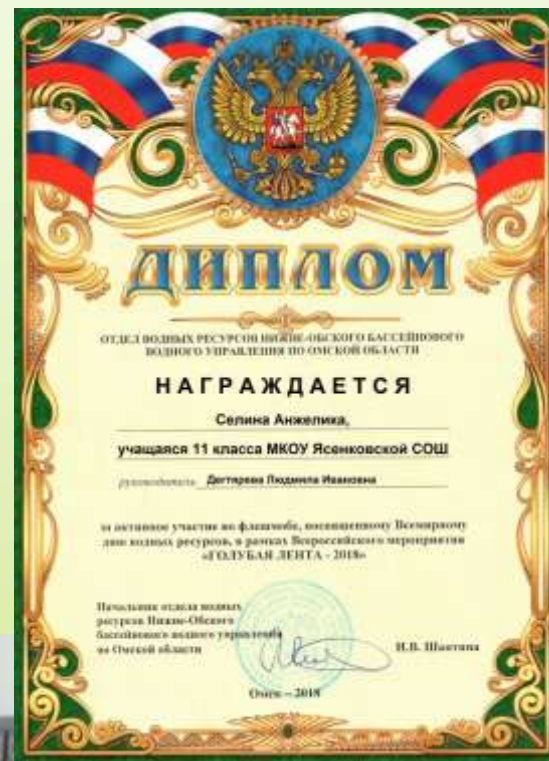 ДИПЛОМ
ОТДЕЛ ВОДНЫХ РЕСУРСОВ НИЖНЕ-ОБСКОГО БАССЕЙНОВОГО
ВОДНОГО УПРАВЛЕНИЯ ПО ОМСКОЙ ОБЛАСТИ
НАГРАЖДАЕТСЯ
Селина Анжелика,
учащаяся 11 класса МКОУ Ясенковской СОШ
руководитель Дегтярева Людмила Ивановна
за активное участие во флешмобе, посвященному Всемирному
дню водных ресурсов, в рамках Всероссийского мероприятия
«ГОЛУБАЯ ЛЕНТА - 2018»
Начальник отдела водных
ресурсов Нижне-Обского
бассейнового водного управления
по Омской области
И.В.
Омск – 2018